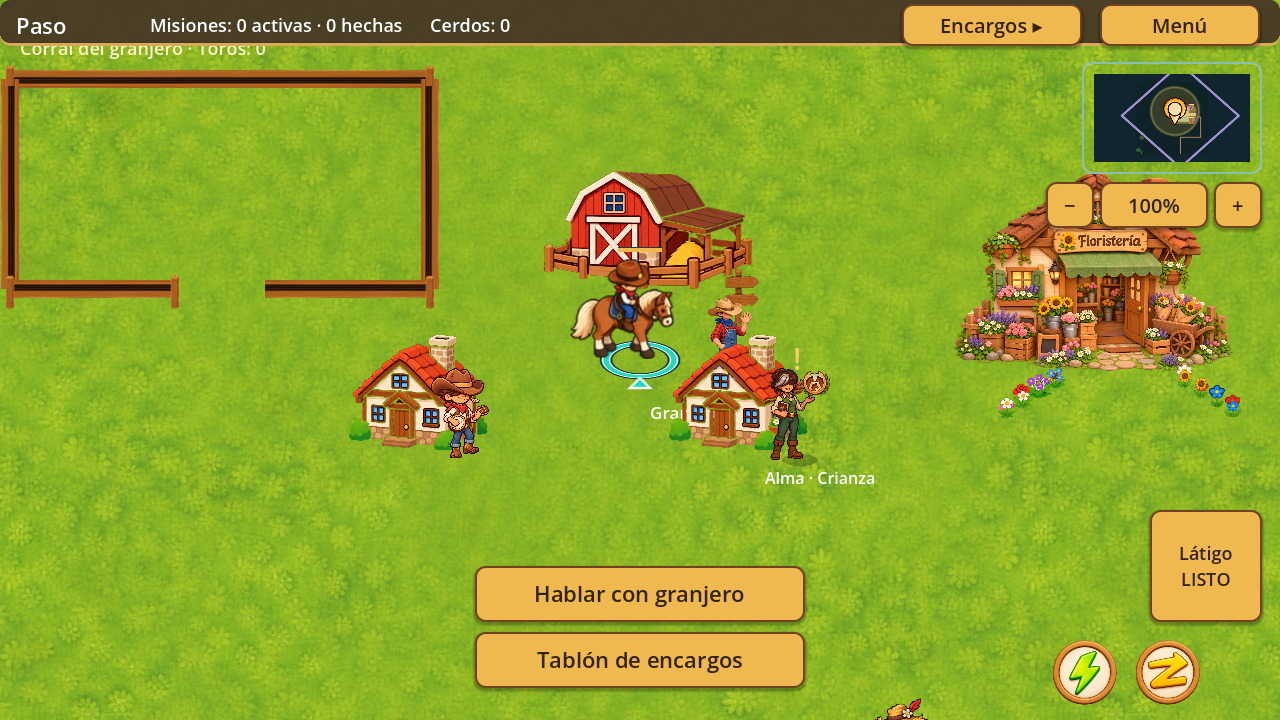 Paso
Misiones: 0 activas · 0 hechas
Cerdos: 0
Encargos ▸
Menú
Corral del granjero · Toros: 0
−
100%
+
Floristería
Alma · Crianza
Látigo
LISTO
Hablar con granjero
Tablón de encargos